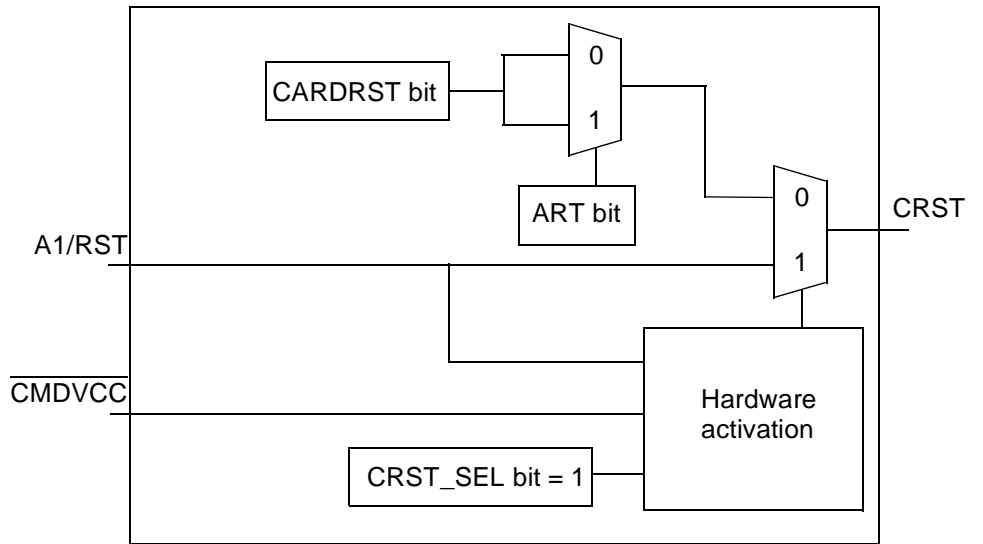 0
CARDRST bit
1
ART bit
0
CRST
A1/RST
1
CMDVCC
Hardware
activation
CRST_SEL bit = 1